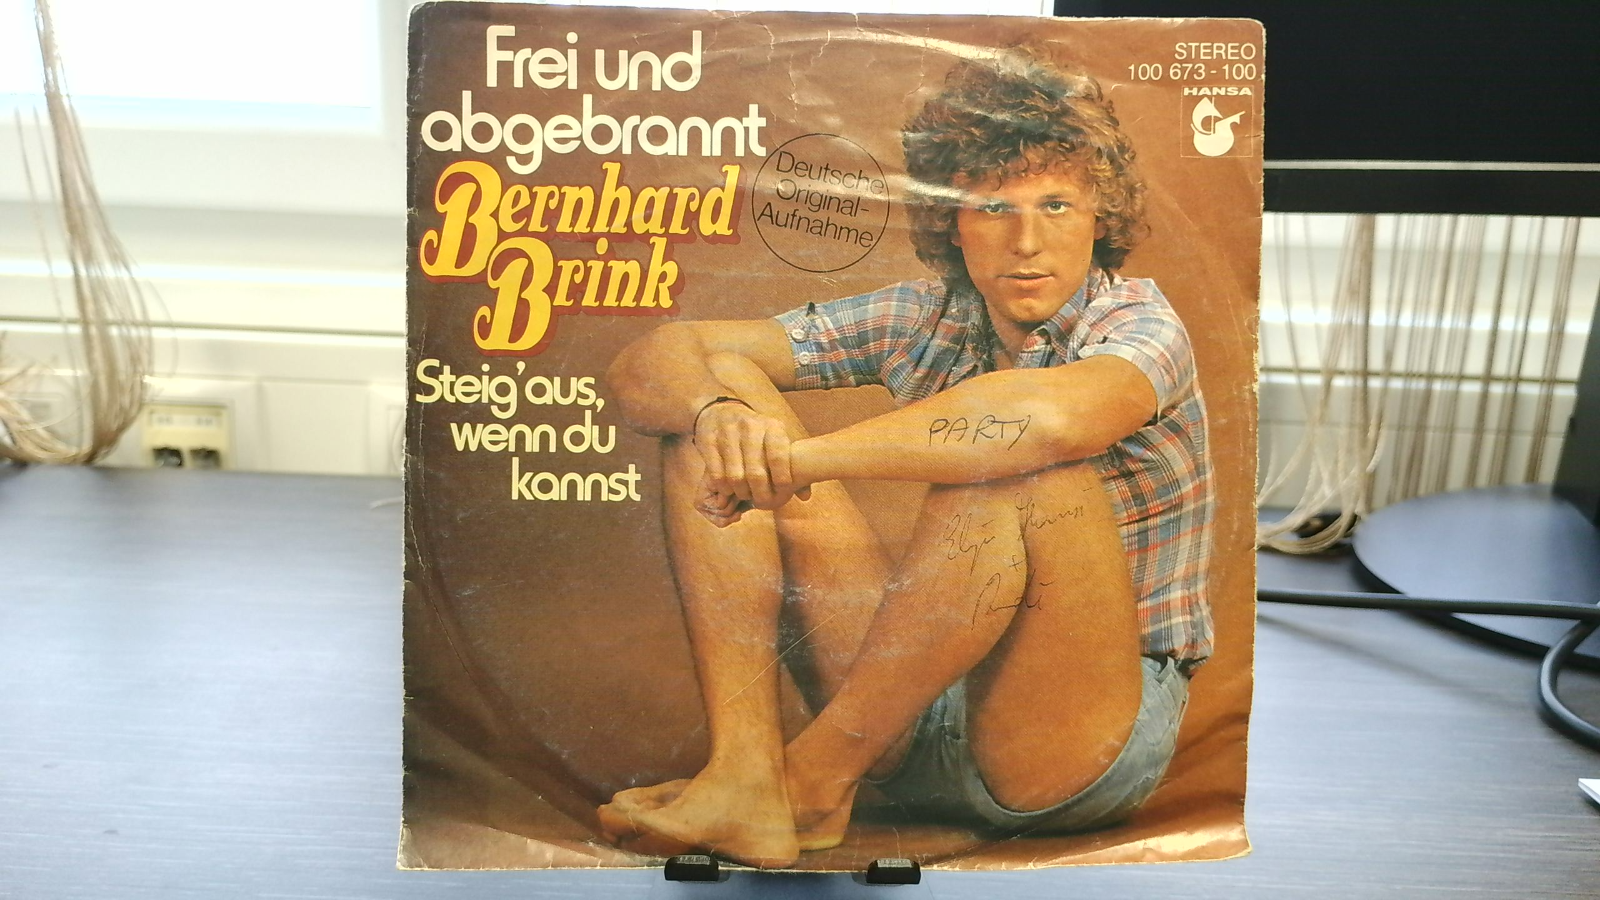 Frei und
abgebrannt
Bernhard
Brink
Steig'aus,
wenn du
kannst
Deutsche
Original-
Aufnahme
STEREO
100 673-100
HANSA
PARTY
+